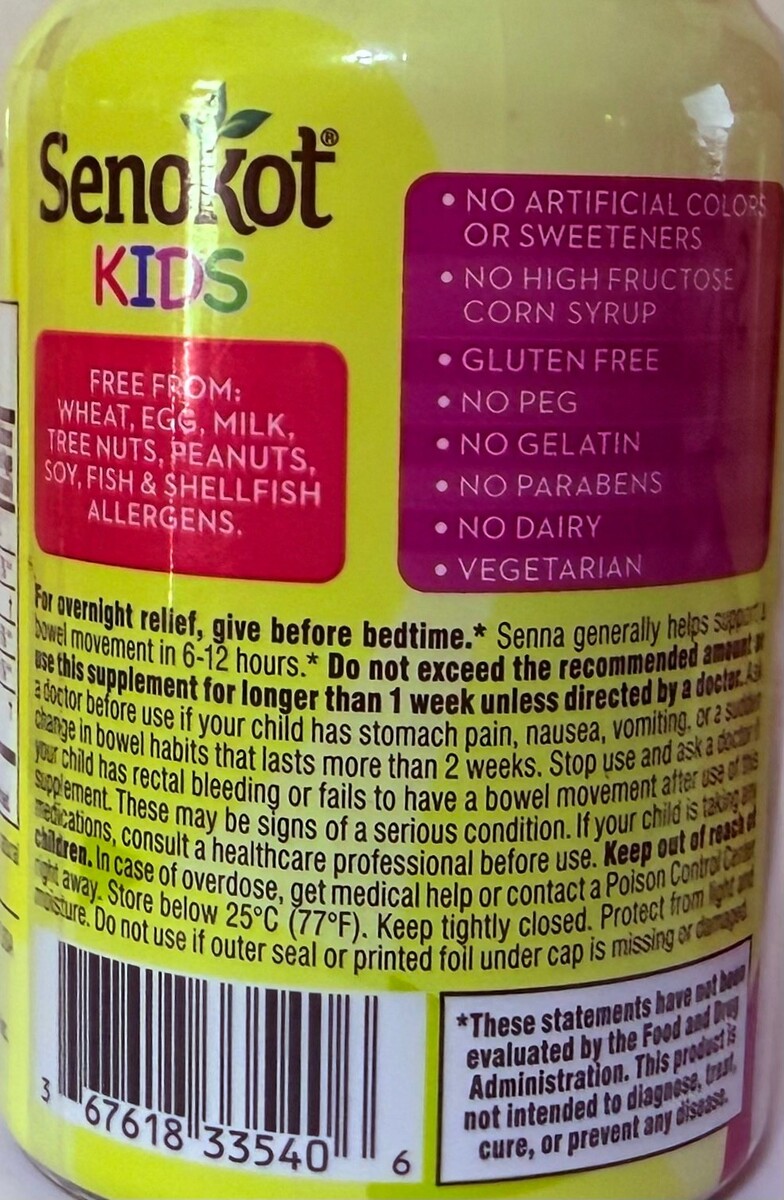 Senokot®
KIDS
FREE FROM:
WHEAT, EGG, MILK,
TREE NUTS, PEANUTS,
SOY, FISH & SHELLFISH
ALLERGENS.
• NO ARTIFICIAL COLORS
OR SWEETENERS
• NO HIGH FRUCTOSE
CORN SYRUP
• GLUTEN FREE
• NO PEG
• NO GELATIN
• NO PARABENS
• NO DAIRY
• VEGETARIAN
For overnight relief, give before bedtime.* Senna generally helps support a
bowel movement in 6-12 hours.* Do not exceed the recommended amount or
use this supplement for longer than 1 week unless directed by a doctor. Ask
a doctor before use if your child has stomach pain, nausea, vomiting, or a sudden
change in bowel habits that lasts more than 2 weeks. Stop use and ask a doctor if
your child has rectal bleeding or fails to have a bowel movement after use of this
supplement. These may be signs of a serious condition. If your child is taking any
medications, consult a healthcare professional before use. Keep out of reach of
children. In case of overdose, get medical help or contact a Poison Control Center
right away. Store below 25°C (77°F). Keep tightly closed. Protect from light and
moisture. Do not use if outer seal or printed foil under cap is missing or damaged.
3 67618 33540 6
*These statements have not been
evaluated by the Food and Drug
Administration. This product is
not intended to diagnose, treat,
cure, or prevent any disease.